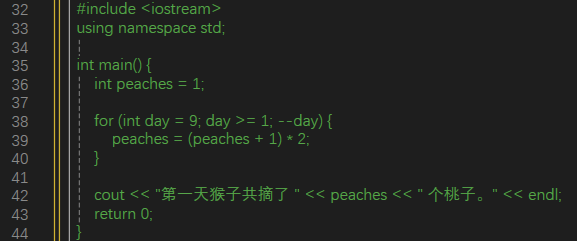 32 #include <iostream>
33 using namespace std;
34
35 int main() {
36 int peaches = 1;
37
38 for (int day = 9; day >= 1; --day) {
39 peaches = (peaches + 1) * 2;
40 }
41
42 cout << "第一天猴子共摘了 " << peaches << " 个桃子。" << endl;
43 return 0;
44 }